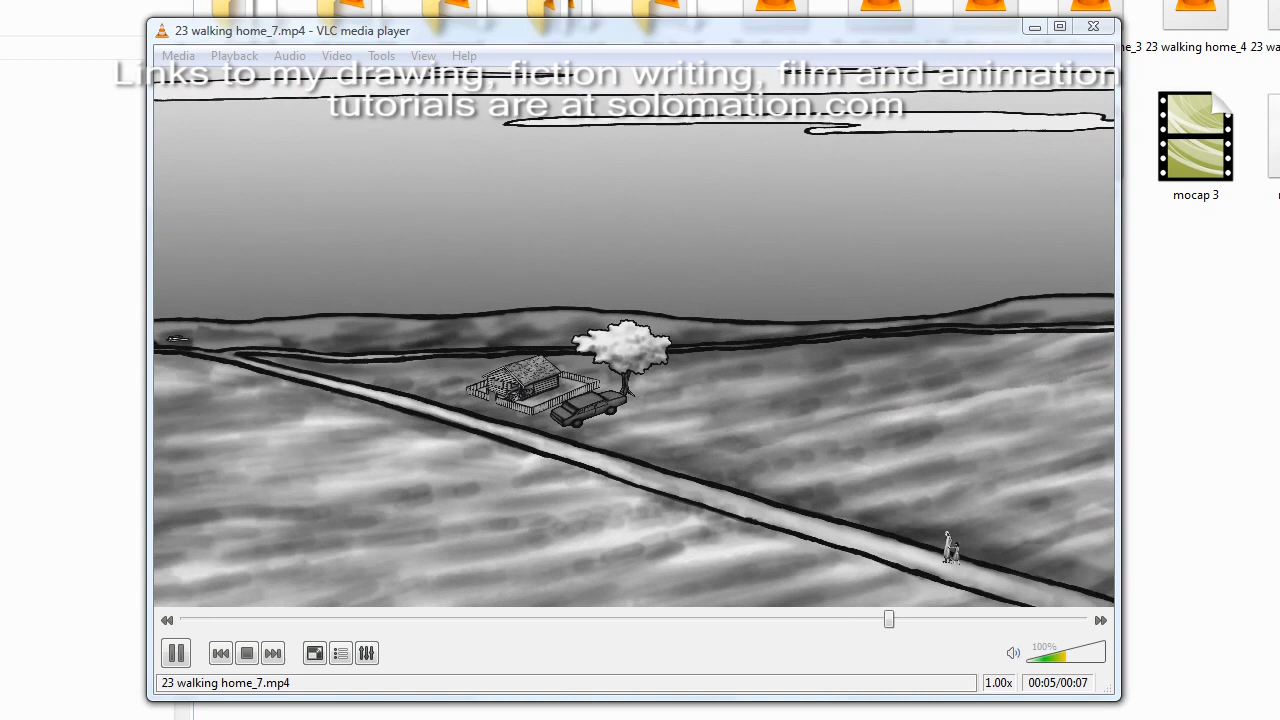 23 walking home_7.mp4 - VLC media player
Media Playback Audio Video Tools View Help
Links to my drawing, fiction writing, film and animation
tutorials are at solomation.com
_3 23 walking home_4 23 wa
mocap 3
100%
23 walking home_7.mp4
1.00x
00:05/00:07